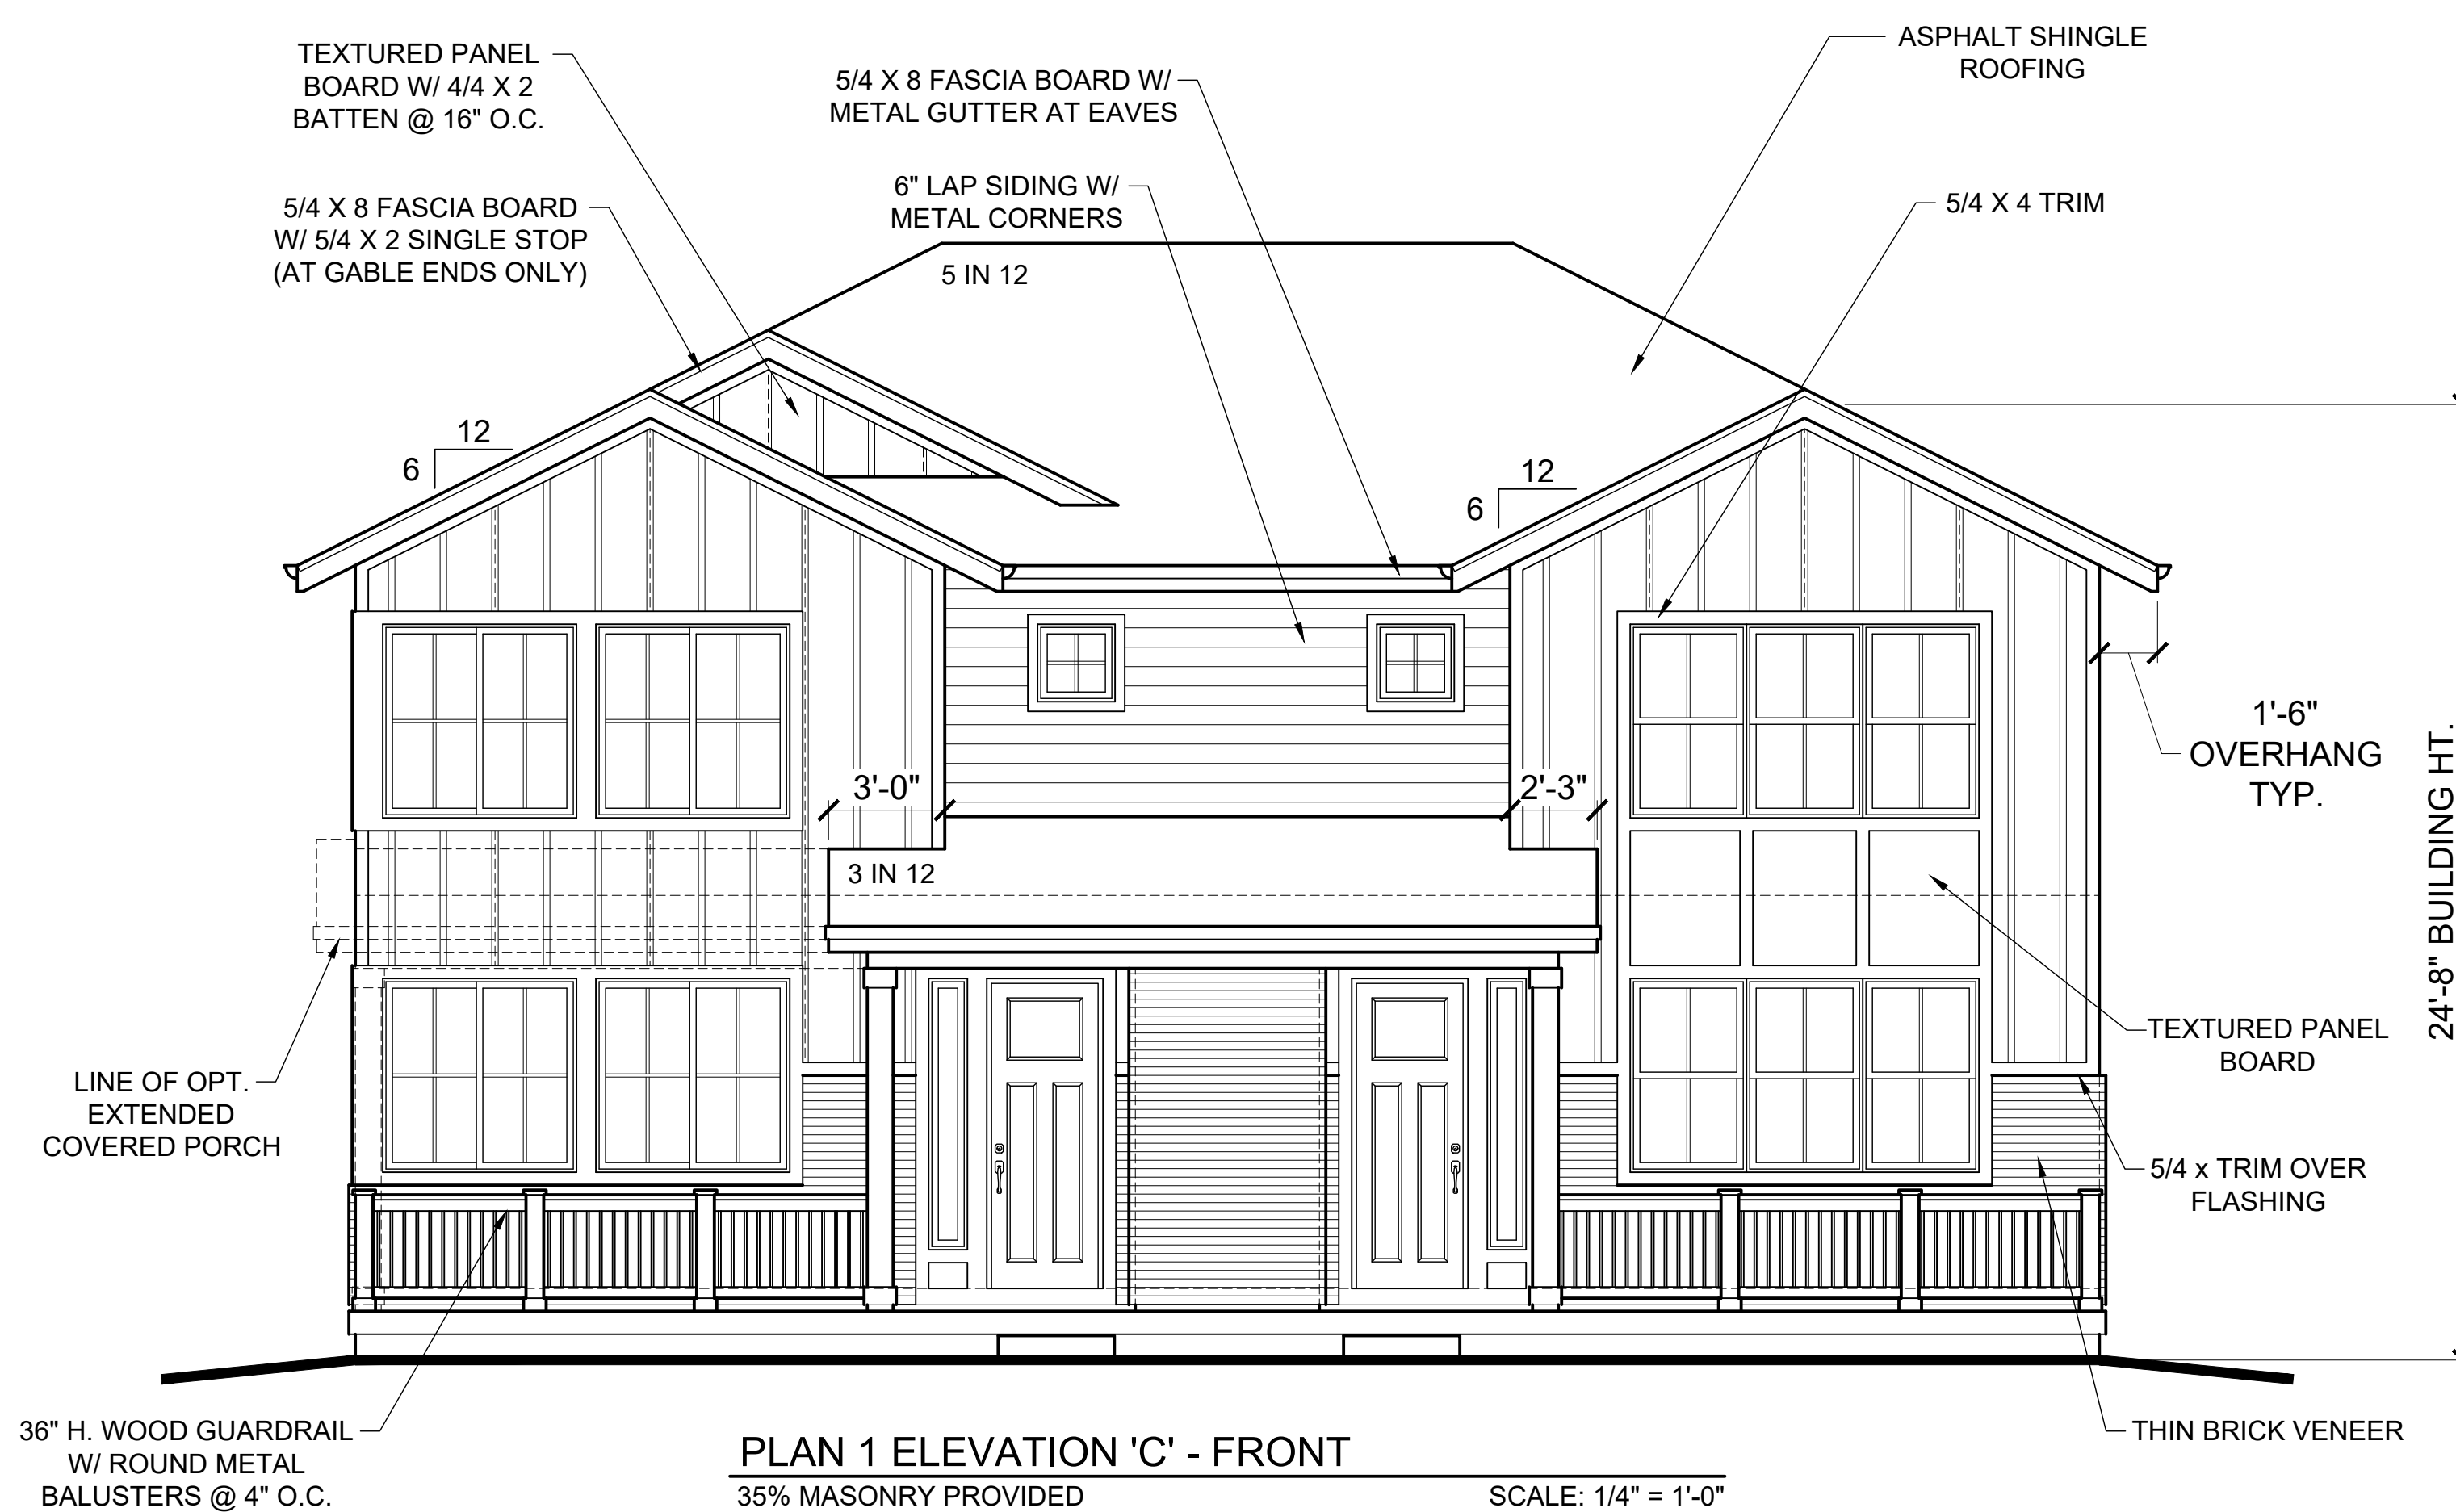 TEXTURED PANEL
BOARD W/ 4/4 X 2
BATTEN @ 16" O.C.
5/4 X 8 FASCIA BOARD W/
METAL GUTTER AT EAVES
ASPHALT SHINGLE
ROOFING
6" LAP SIDING W/
METAL CORNERS
5/4 X 8 FASCIA BOARD
W/ 5/4 X 2 SINGLE STOP
(AT GABLE ENDS ONLY)
5/4 X 4 TRIM
5 IN 12
12
6
12
6
1'-6"
OVERHANG
TYP.
24'-8" BUILDING HT.
3'-0"
2'-3"
3 IN 12
LINE OF OPT.
EXTENDED
COVERED PORCH
TEXTURED PANEL
BOARD
5/4 x TRIM OVER
FLASHING
36" H. WOOD GUARDRAIL
W/ ROUND METAL
BALUSTERS @ 4" O.C.
THIN BRICK VENEER
PLAN 1 ELEVATION 'C' - FRONT
35% MASONRY PROVIDED
SCALE: 1/4" = 1'-0"